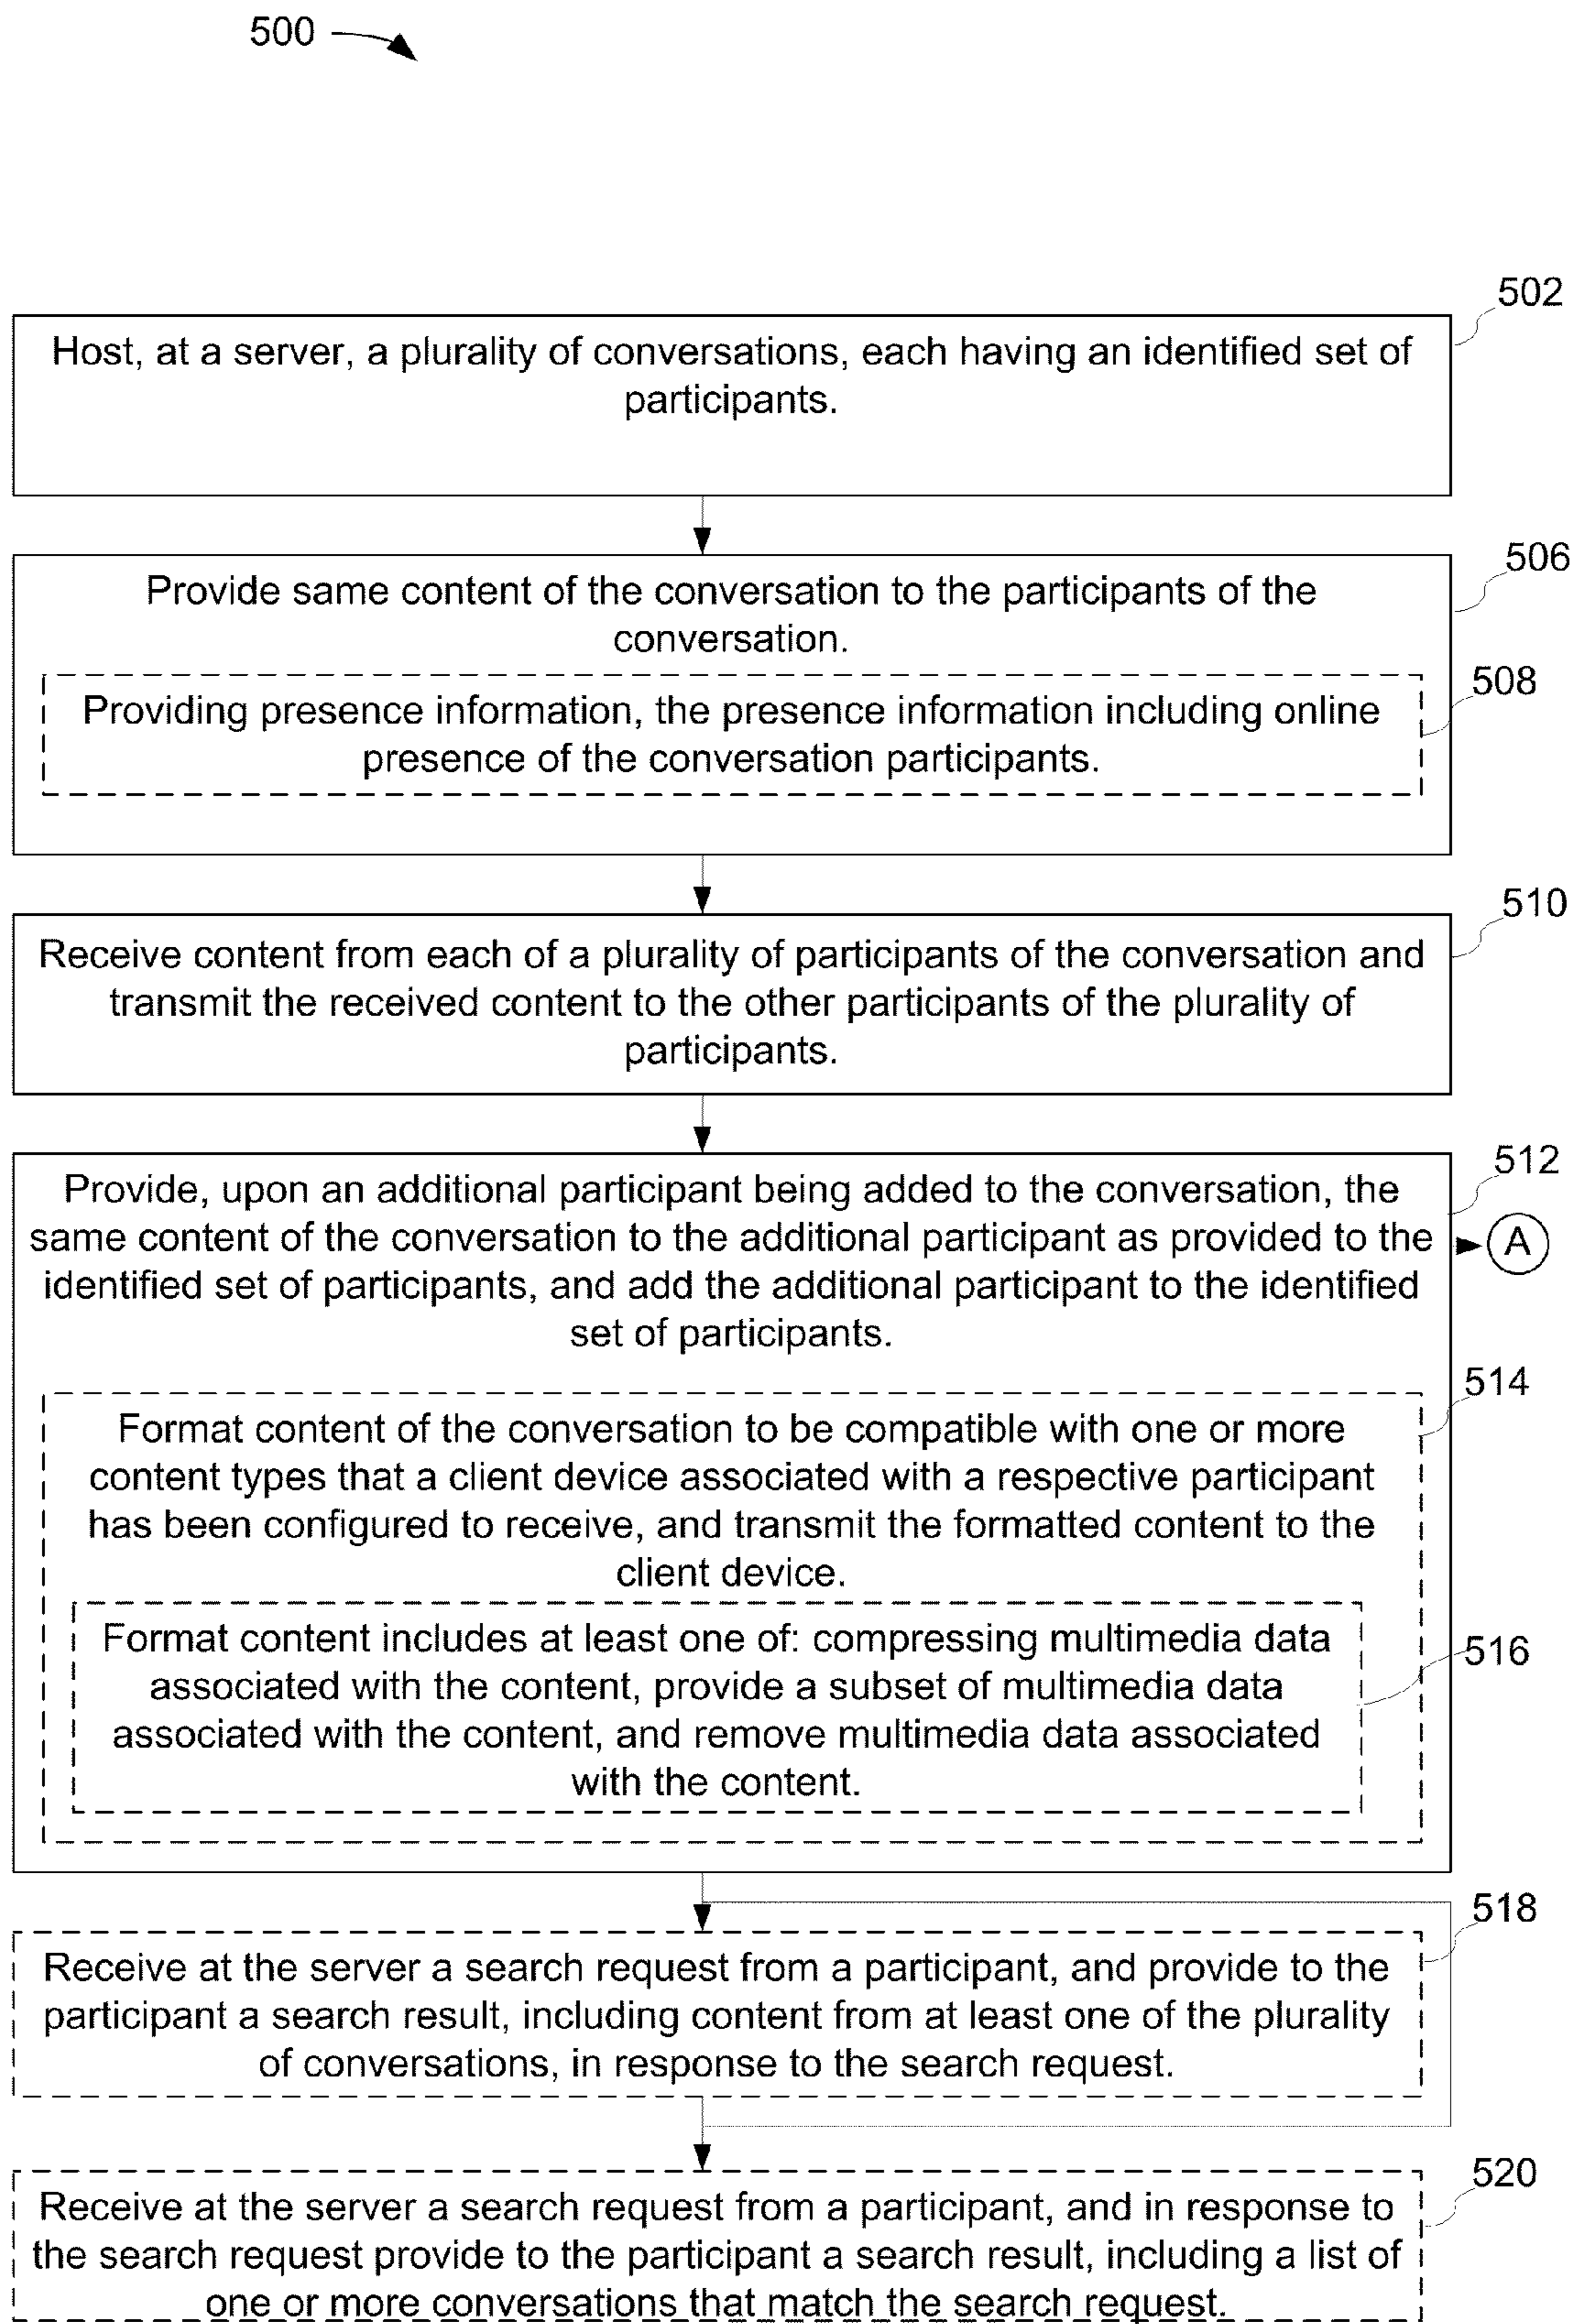 500
502
Host, at a server, a plurality of conversations, each having an identified set of
participants.
506
Provide same content of the conversation to the participants of the
conversation.
508
Providing presence information, the presence information including online
presence of the conversation participants.
510
Receive content from each of a plurality of participants of the conversation and
transmit the received content to the other participants of the plurality of
participants.
512
Provide, upon an additional participant being added to the conversation, the
same content of the conversation to the additional participant as provided to the
A
identified set of participants, and add the additional participant to the identified
set of participants.
514
Format content of the conversation to be compatible with one or more
content types that a client device associated with a respective participant
has been configured to receive, and transmit the formatted content to the
client device.
516
Format content includes at least one of: compressing multimedia data
associated with the content, provide a subset of multimedia data
associated with the content, and remove multimedia data associated
with the content.
518
Receive at the server a search request from a participant, and provide to the
participant a search result, including content from at least one of the plurality
of conversations, in response to the search request.
520
Receive at the server a search request from a participant, and in response to
the search request provide to the participant a search result, including a list of
one or more conversations that match the search request.